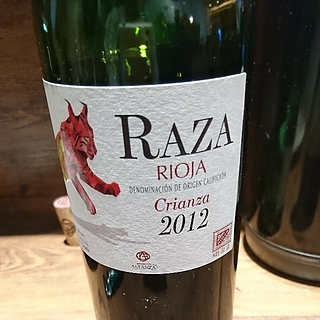 RAZA
RIOJA
DENOMINACIÓN DE ORIGEN CALIFICADA
Crianza
2012